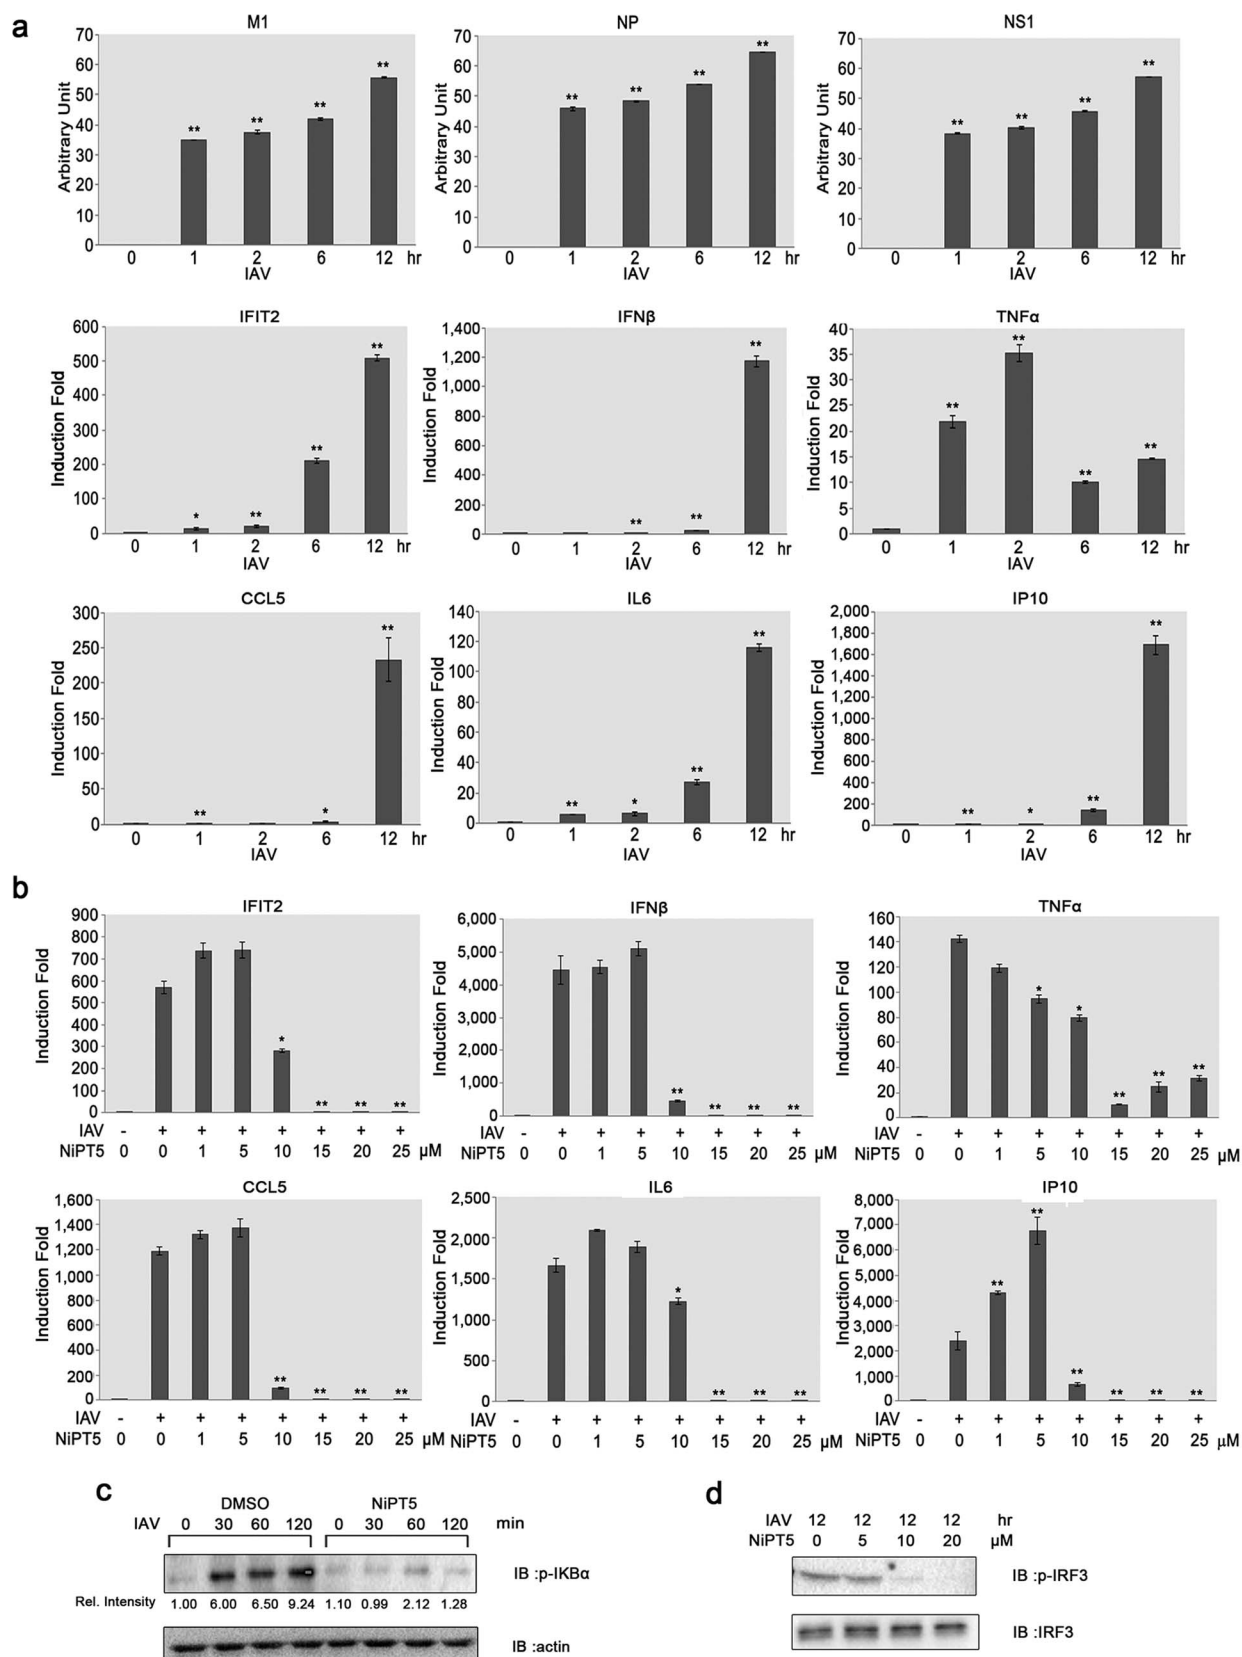 a
M1
Arbitrary Unit
70
60
50
40
30
20
10
0
** ** ** **
0 1 2 6 12 hr
IAV
NP
70
60
50
40
30
20
10
0
** ** ** **
0 1 2 6 12 hr
IAV
NS1
Arbitrary Unit
70
60
50
40
30
20
10
0
** ** ** **
0 1 2 6 12 hr
IAV
IFIT2
Induction Fold
600
500
400
300
200
100
0
* ** ** **
0 1 2 6 12 hr
IAV
IFNβ
Induction Fold
1,400
1,200
1,000
800
600
400
200
0
** ** **
0 1 2 6 12 hr
IAV
TNFα
Induction Fold
40
35
30
25
20
15
10
5
0
** ** ** **
0 1 2 6 12 hr
IAV
CCL5
Induction Fold
300
250
200
150
100
50
0
** * **
0 1 2 6 12 hr
IAV
IL6
Induction Fold
140
120
100
80
60
40
20
0
** * ** **
0 1 2 6 12 hr
IAV
IP10
Induction Fold
2,000
1,800
1,600
1,400
1,200
1,000
800
600
400
200
0
** * ** **
0 1 2 6 12 hr
IAV
b
IFIT2
Induction Fold
900
800
700
600
500
400
300
200
100
0
* ** ** **
IAV - + + + + + + +
NiPT5 0 0 1 5 10 15 20 25 μM
IFNβ
Induction Fold
6,000
5,000
4,000
3,000
2,000
1,000
0
** ** ** **
IAV - + + + + + + +
NiPT5 0 0 1 5 10 15 20 25 μM
TNFα
Induction Fold
160
140
120
100
80
60
40
20
0
* * ** ** **
IAV - + + + + + + +
NiPT5 0 0 1 5 10 15 20 25 μM
CCL5
Induction Fold
1,600
1,400
1,200
1,000
800
600
400
200
0
** ** ** **
IAV - + + + + + + +
NiPT5 0 0 1 5 10 15 20 25 μM
IL6
Induction Fold
2,500
2,000
1,500
1,000
500
0
* ** ** **
IAV - + + + + + + +
NiPT5 0 0 1 5 10 15 20 25 μM
IP10
Induction Fold
8,000
7,000
6,000
5,000
4,000
3,000
2,000
1,000
0
** ** ** ** ** **
IAV - + + + + + + +
NiPT5 0 0 1 5 10 15 20 25 μM
c
DMSO NiPT5
IAV 0 30 60 120 0 30 60 120 min
IB :p-IKBα
Rel. Intensity 1.00 6.00 6.50 9.24 1.10 0.99 2.12 1.28
IB :actin
d
IAV 12 12 12 12 hr
NiPT5 0 5 10 20 μM
IB :p-IRF3
IB :IRF3